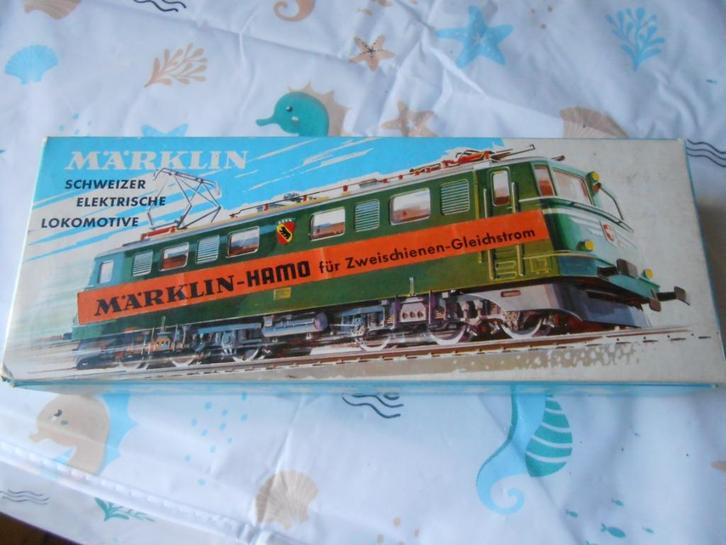 MÄRKLIN
SCHWEIZER
ELEKTRISCHE
LOKOMOTIVE
MÄRKLIN-HAMO für Zweischienen-Gleichstrom